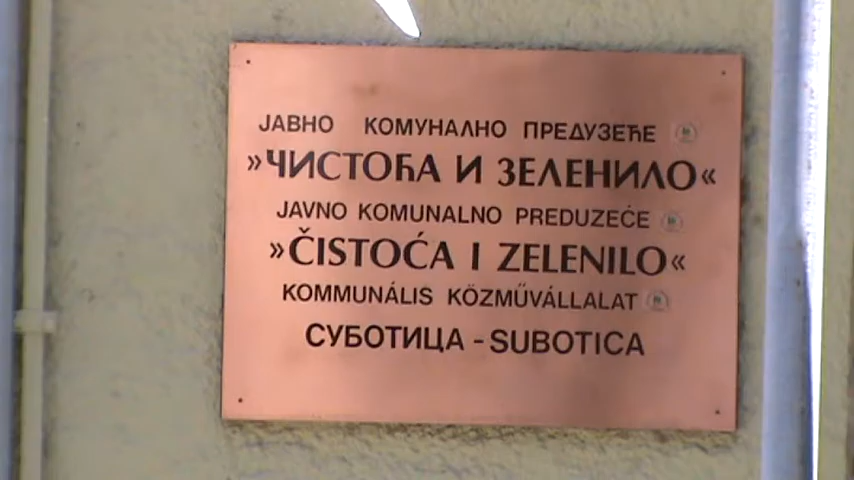 ЈАВНО КОМУНАЛНО ПРЕДУЗЕЋЕ
»ЧИСТОЋА И ЗЕЛЕНИЛО«
JAVNO KOMUNALNO PREDUZEĆE
»ČISTOĆA I ZELENILO«
KOMMUNÁLIS KÖZMŰVÁLLALAT
СУБОТИЦА - SUBOTICA